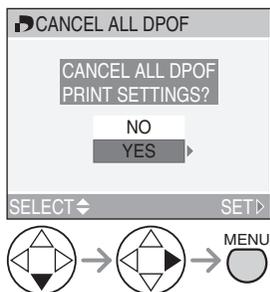 CANCEL ALL DPOF
CANCEL ALL DPOF
PRINT SETTINGS?
NO
YES
SELECT SET
MENU